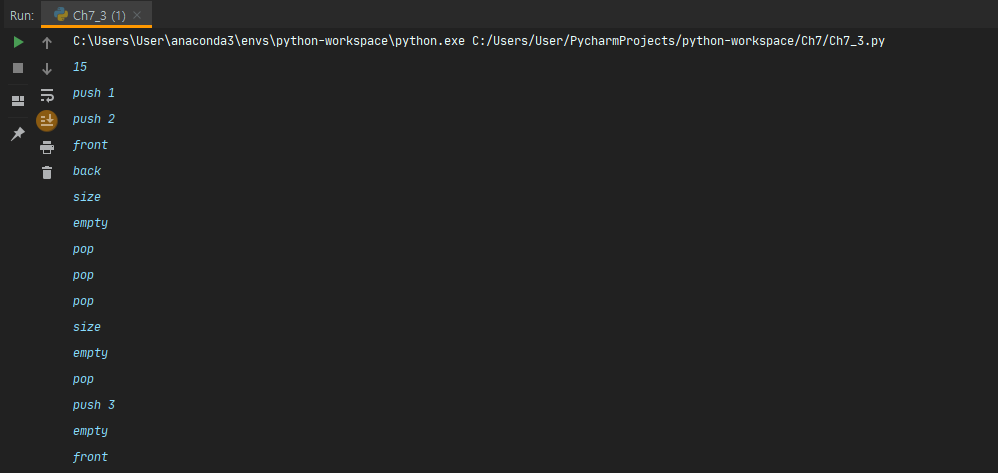 Run:
Ch7_3 (1)
C:\Users\User\anaconda3\envs\python-workspace\python.exe C:/Users/User/PycharmProjects/python-workspace/Ch7/Ch7_3.py
15
push 1
push 2
front
back
size
empty
pop
pop
pop
size
empty
pop
push 3
empty
front